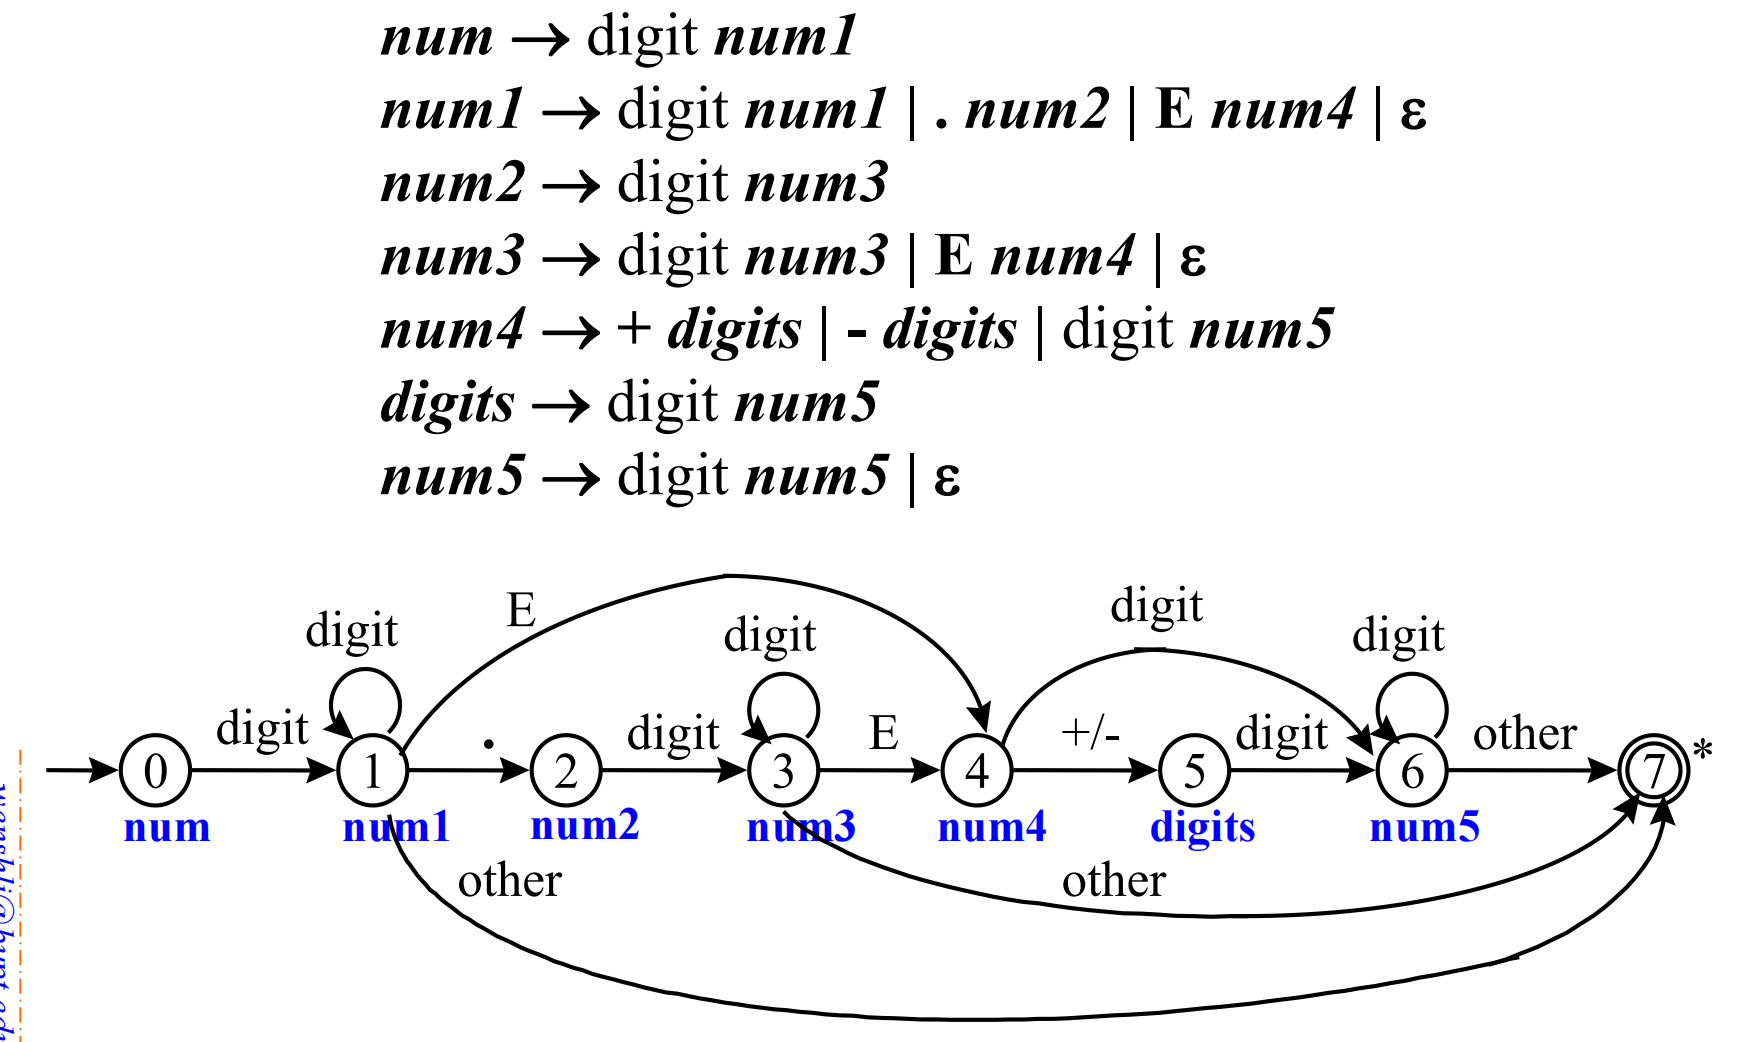 num → digit num1
num1 → digit num1 | . num2 | E num4 | ε
num2 → digit num3
num3 → digit num3 | E num4 | ε
num4 → + digits | - digits | digit num5
digits → digit num5
num5 → digit num5 | ε
digit E digit digit digit
digit . digit E +/- digit other
0 1 2 3 4 5 6 7 *
num num1 num2 num3 num4 digits num5
other other